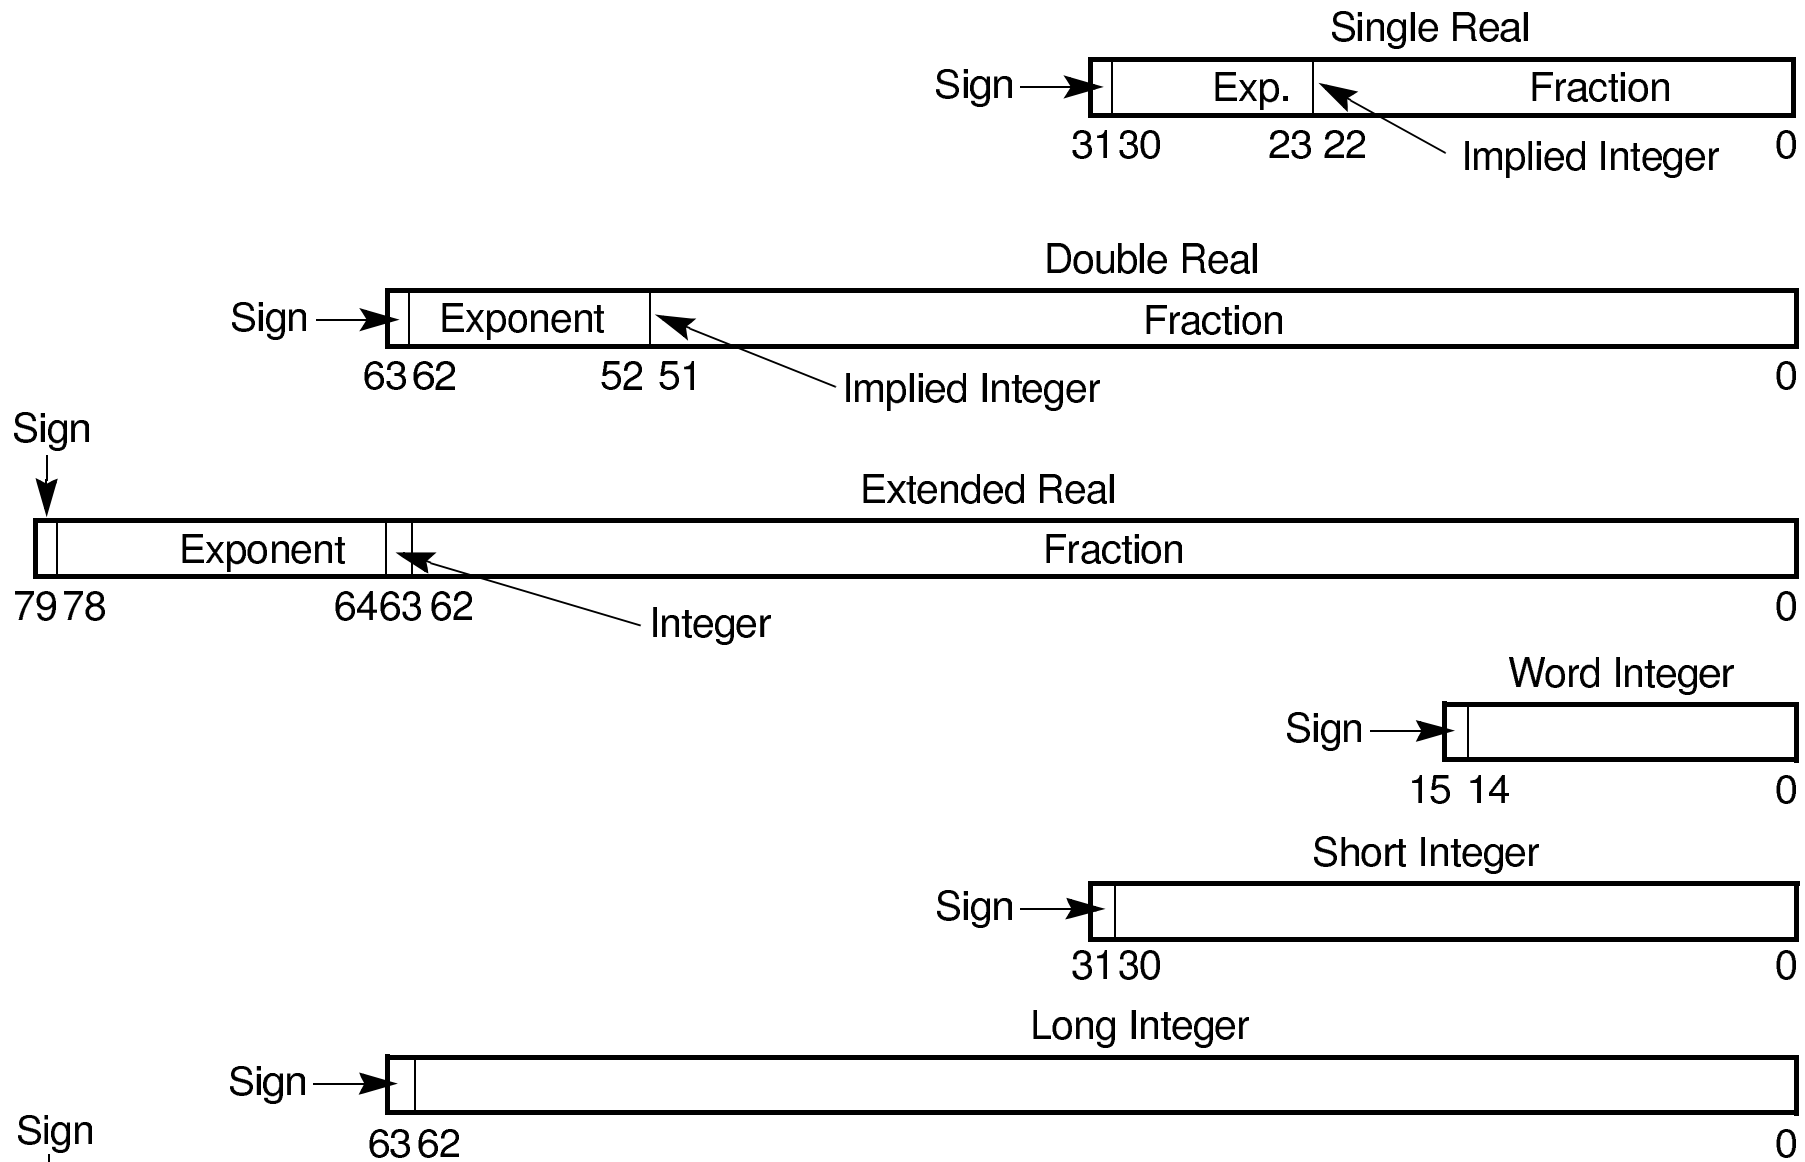 Single Real
Sign Exp. Fraction
31 30 23 22 0
Implied Integer
Double Real
Sign Exponent Fraction
63 62 52 51 0
Implied Integer
Sign
Extended Real
Exponent Fraction
79 78 64 63 62 0
Integer
Word Integer
Sign
15 14 0
Short Integer
Sign
31 30 0
Long Integer
Sign
63 62 0
Sign